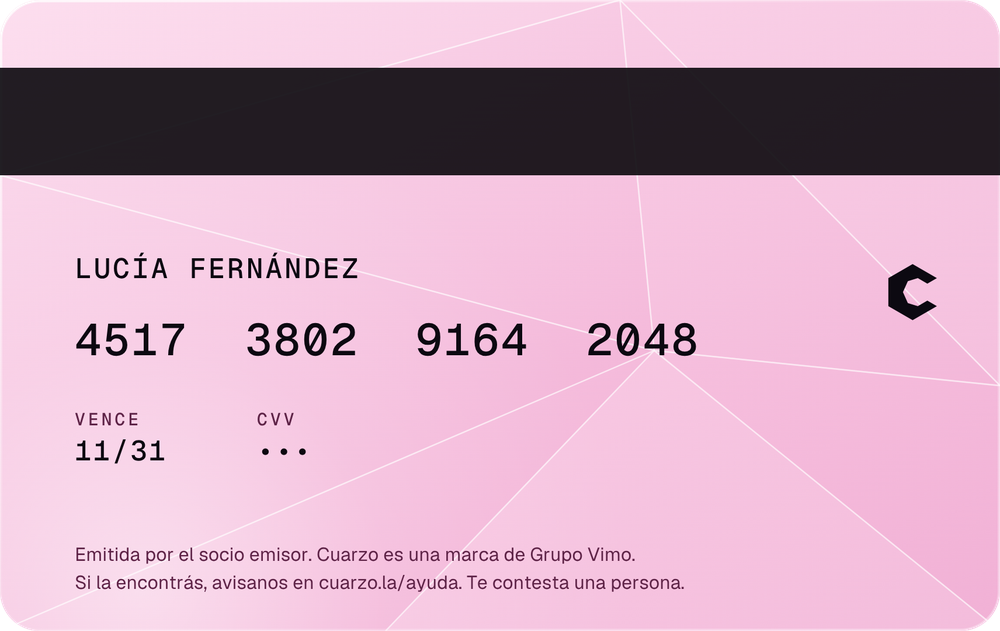 LUCÍA FERNÁNDEZ
4517 3802 9164 2048
VENCE CVV
11/31 •••
Emitida por el socio emisor. Cuarzo es una marca de Grupo Vimo.
Si la encontrás, avisanos en cuarzo.la/ayuda. Te contesta una persona.